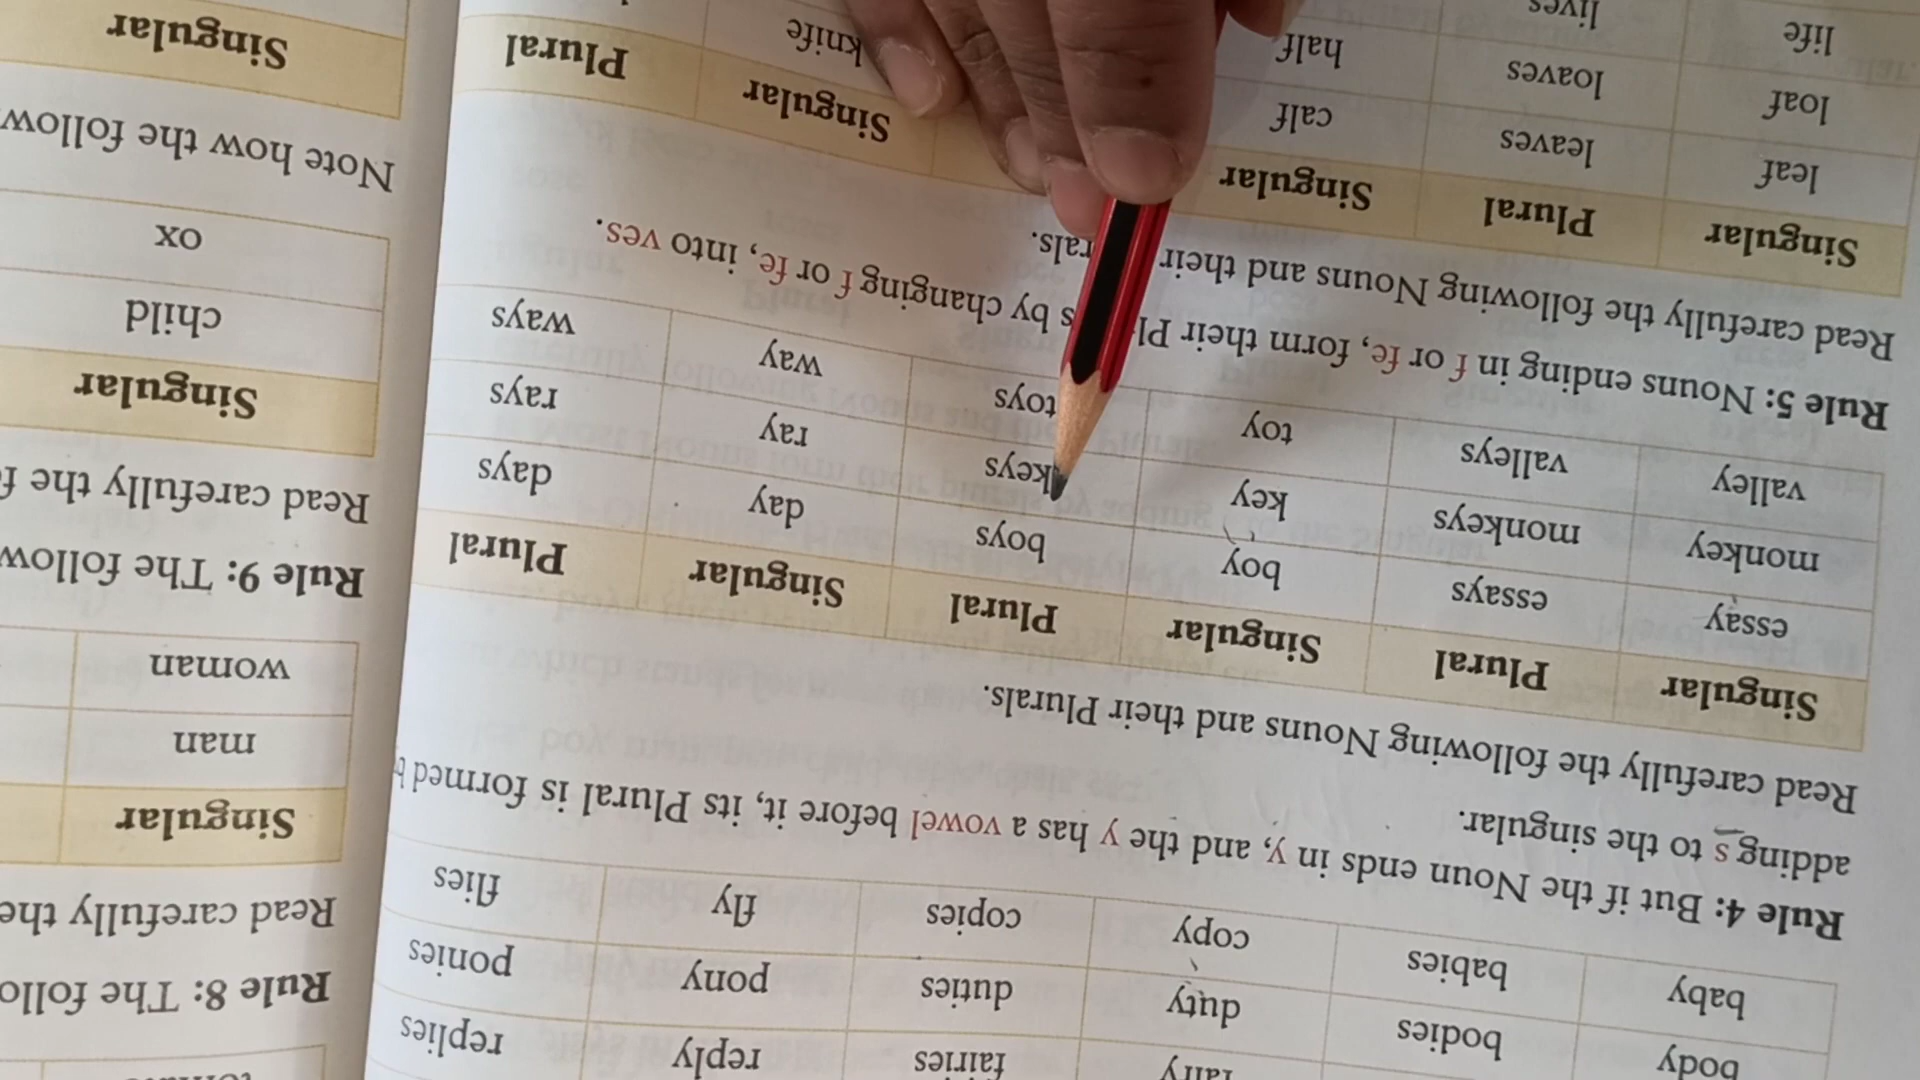 fairies reply replies
body bodies duty duties pony ponies
baby babies copy copies fly flies
Rule 4: But if the Noun ends in y, and the y has a vowel before it, its Plural is formed b
adding s to the singular.
Read carefully the following Nouns and their Plurals.
Singular Plural Singular Plural Singular Plural
essay essays boy boys day days
monkey monkeys key keys ray rays
valley valleys toy toys way ways
Rule 5: Nouns ending in f or fe, form their Pl s by changing f or fe, into ves.
Read carefully the following Nouns and their rals.
Singular Plural Singular Singular Plural
leaf leaves calf knife
loaf loaves half
life lives
Rule 8: The follo
Read carefully the
Singular
man
woman
Rule 9: The follow
Read carefully the f
Singular
child
ox
Note how the follow
Singular